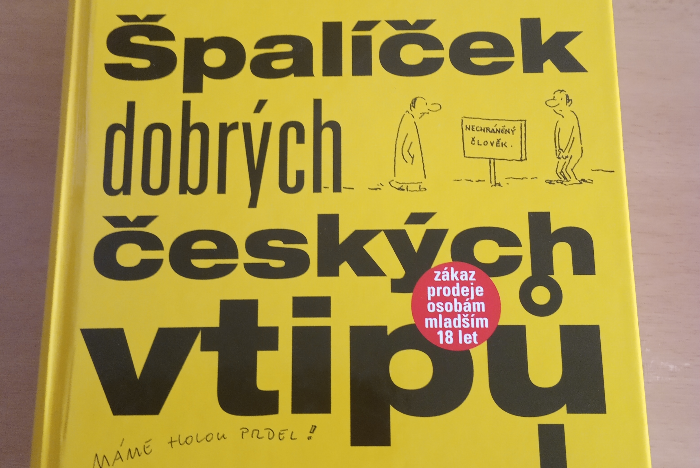 Špalíček
dobrých
NECHRÁNĚNÝ
ČLOVĚK.
českých
zákaz
prodeje
osobám
mladším
18 let
vtipů
MÁME HOLOU PRDEL!